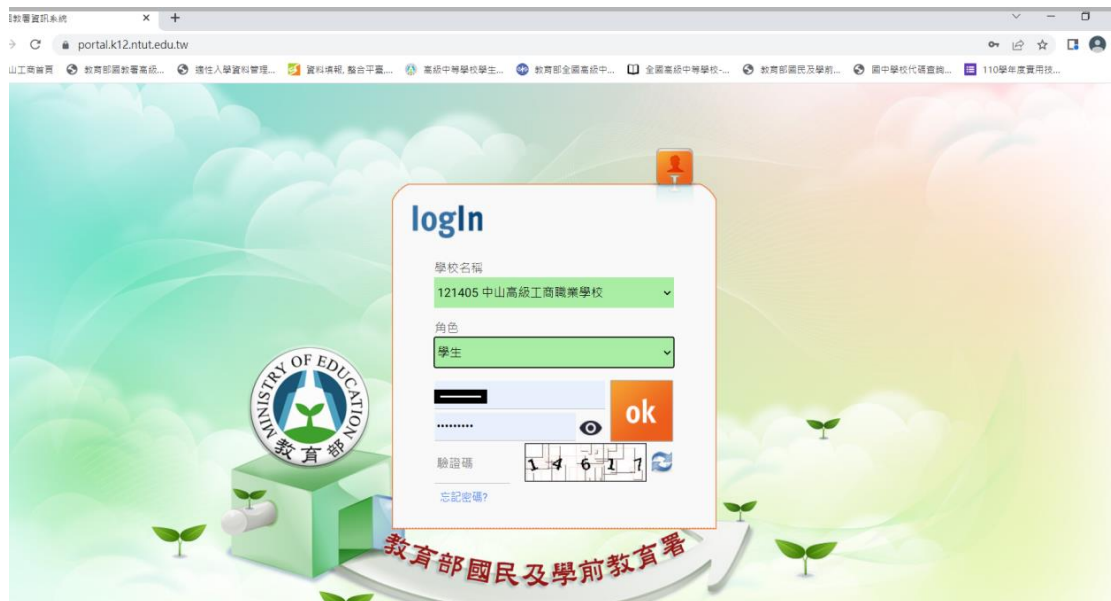 教署資訊系統
portal.k12.ntut.edu.tw
山工商首頁 教育部國教署高級... 適性入學資料管理... 資料填報, 整合平臺,... 高級中等學校學生... 教育部全國高級中... 全國高級中等學校-... 教育部國民及學前... 國中學校代碼查詢... 110學年度實用技...
logIn
學校名稱
121405 中山高級工商職業學校
角色
學生
ok
驗證碼
14617
忘記密碼?
MINISTRY OF EDUCATION
教育部
教育部國民及學前教育署